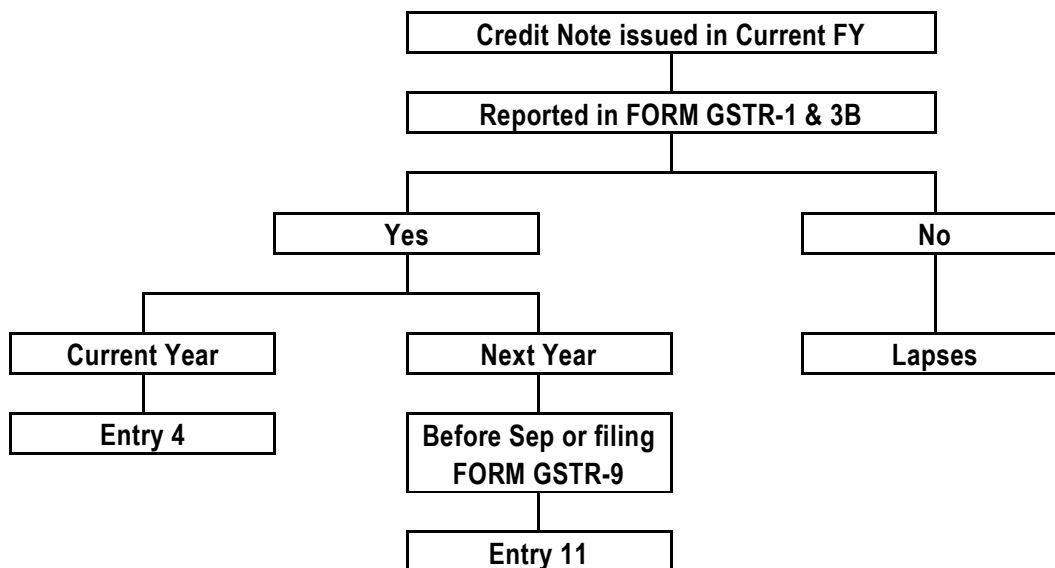 Credit Note issued in Current FY
Reported in FORM GSTR-1 & 3B
Yes
No
Current Year
Next Year
Lapses
Entry 4
Before Sep or filing
FORM GSTR-9
Entry 11